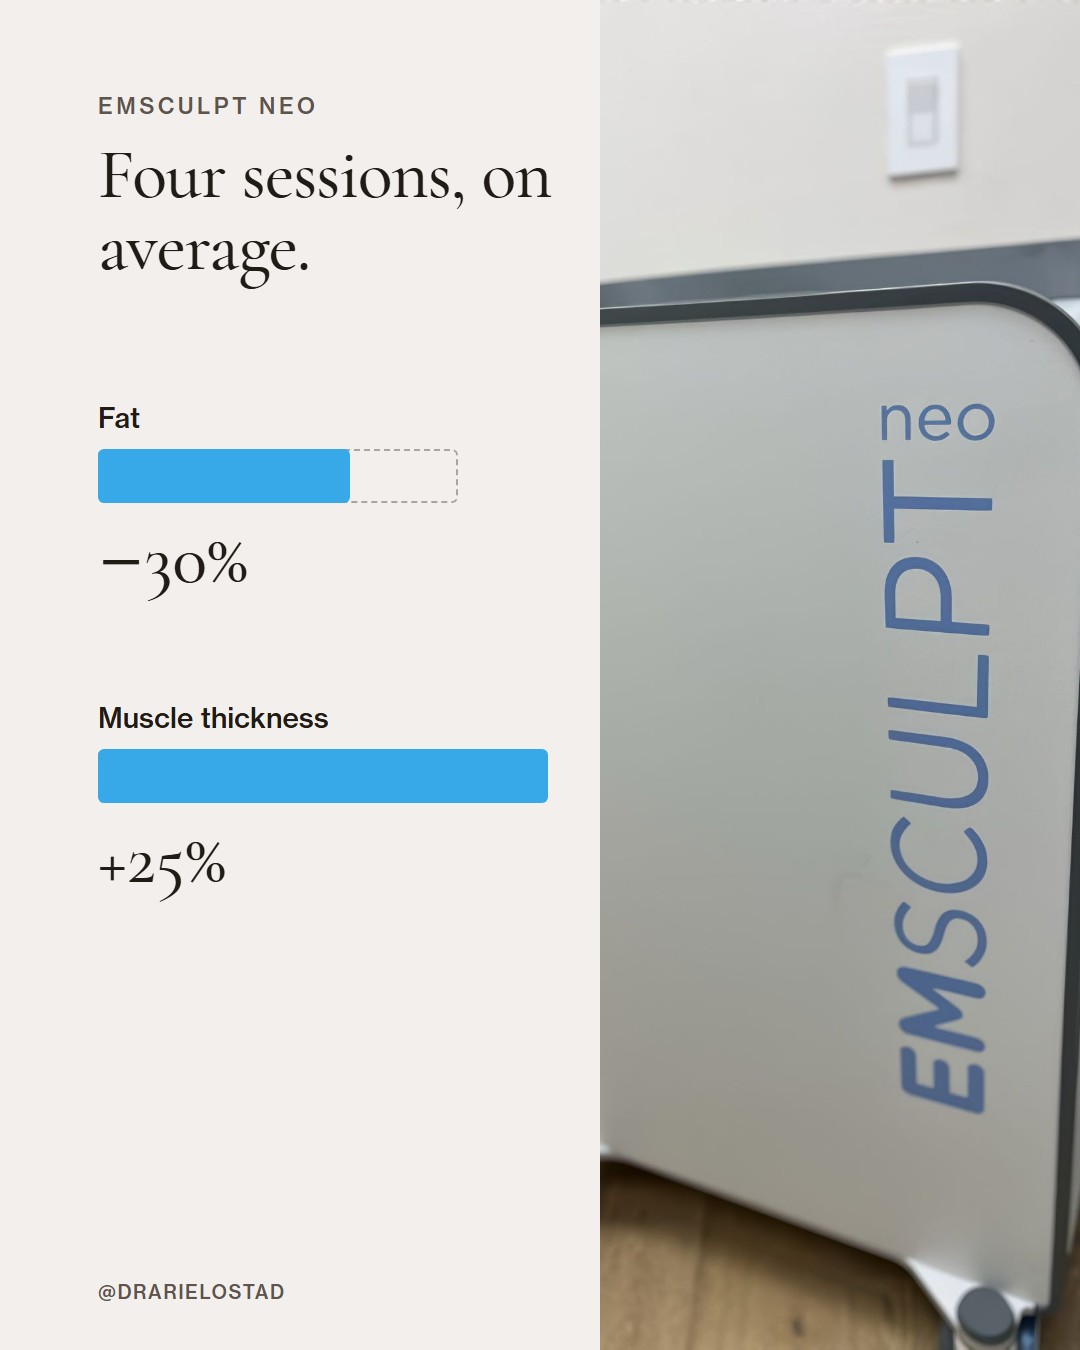 EMSCULPT NEO
Four sessions, on
average.
Fat
−30%
Muscle thickness
+25%
@DRARIELOSTAD
EMSCULPT neo